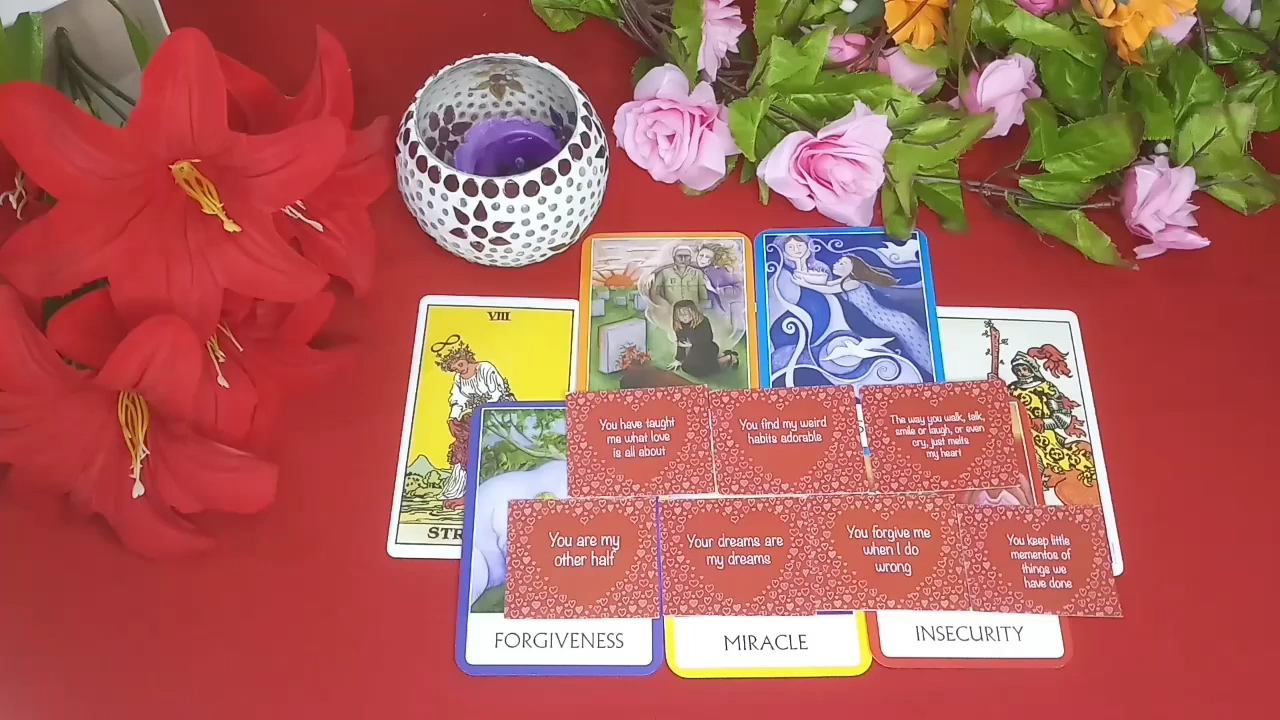 VIII
STR
You have taught
me what love
is all about
You find my weird
habits adorable
The way you walk, talk,
smile or laugh, or even
cry, just melts
my heart
You are my
other half
Your dreams are
my dreams
You forgive me
when I do
wrong
You keep little
mementos of
things we
have done
FORGIVENESS
MIRACLE
INSECURITY